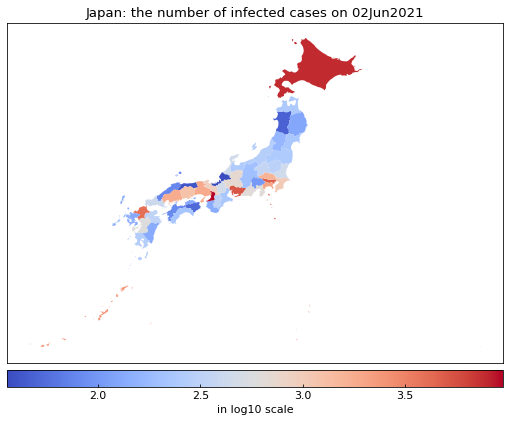 Japan: the number of infected cases on 02Jun2021
2.0 2.5 3.0 3.5
in log10 scale